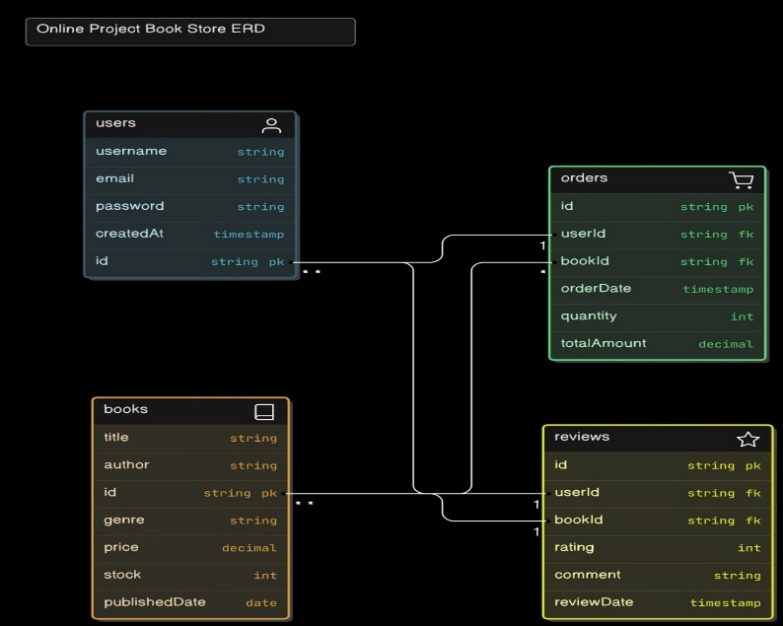 Online Project Book Store ERD
users
username string
email string
password string
createdAt timestamp
id string pk
* *
orders
id string pk
1 userId string fk
* bookId string fk
orderDate timestamp
quantity int
totalAmount decimal
books
title string
author string
id string pk
* *
genre string
price decimal
stock int
publishedDate date
reviews
id string pk
1 userId string fk
1 bookId string fk
rating int
comment string
reviewDate timestamp